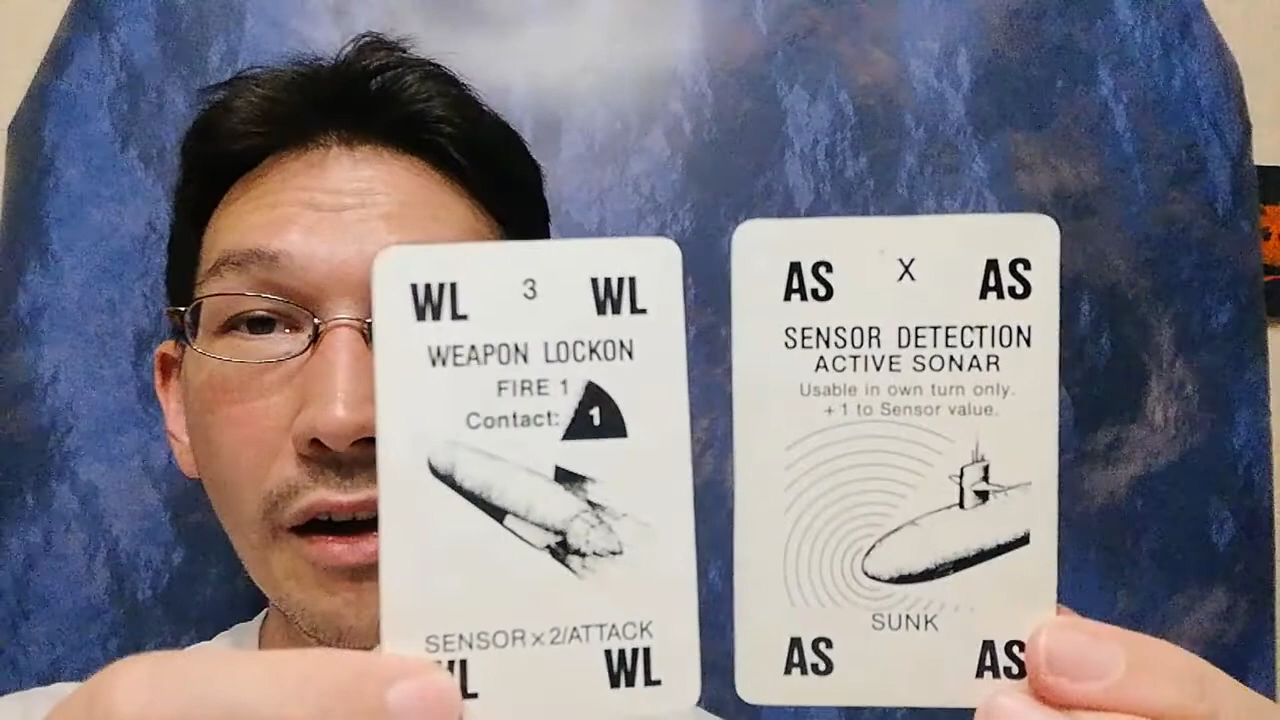 WL 3 WL
WEAPON LOCKON
FIRE 1
Contact: 1
SENSOR x 2/ATTACK
WL WL
AS X AS
SENSOR DETECTION
ACTIVE SONAR
Usable in own turn only.
+1 to Sensor value.
SUNK
AS AS